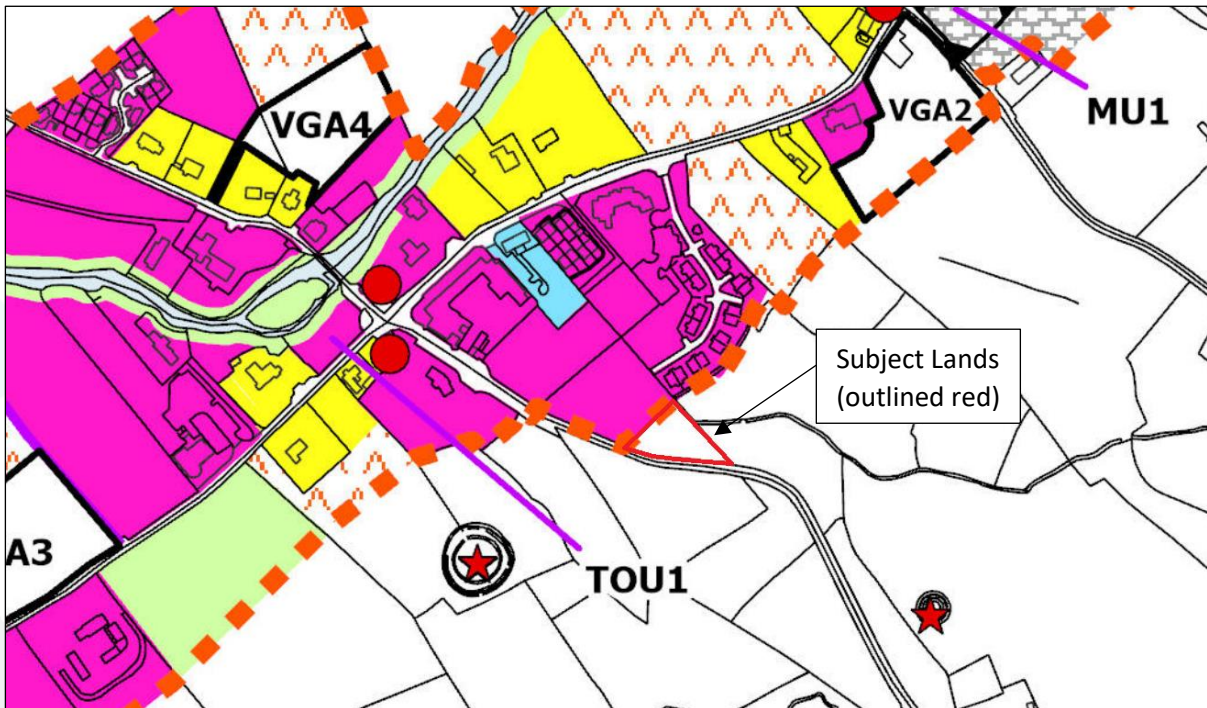 VGA4
VGA2
MU1
Subject Lands
(outlined red)
A3
TOU1